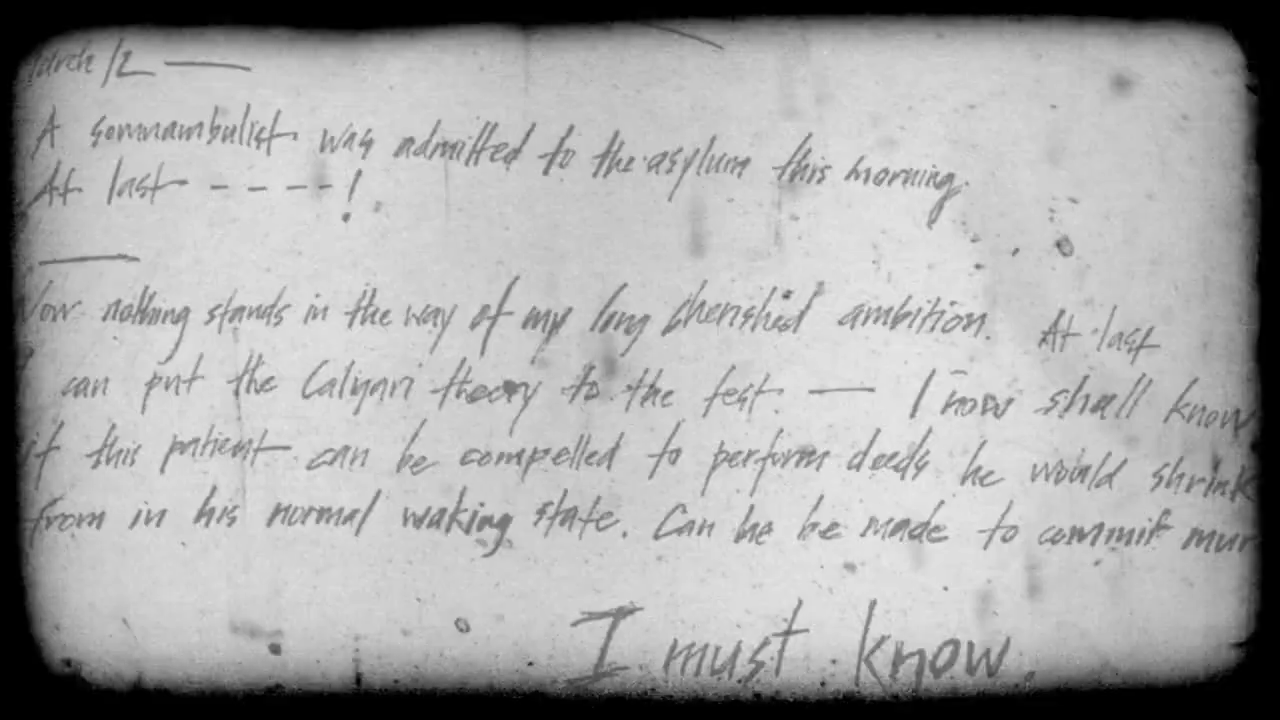 March 12 —
A somnambulist was admitted to the asylum this morning.
At last - - - - !
Now nothing stands in the way of my long cherished ambition. At last
I can put the Calgari theory to the test. — I now shall know
if this patient can be compelled to perform deeds he would shrink
from in his normal waking state. Can he be made to commit mur
I must know.